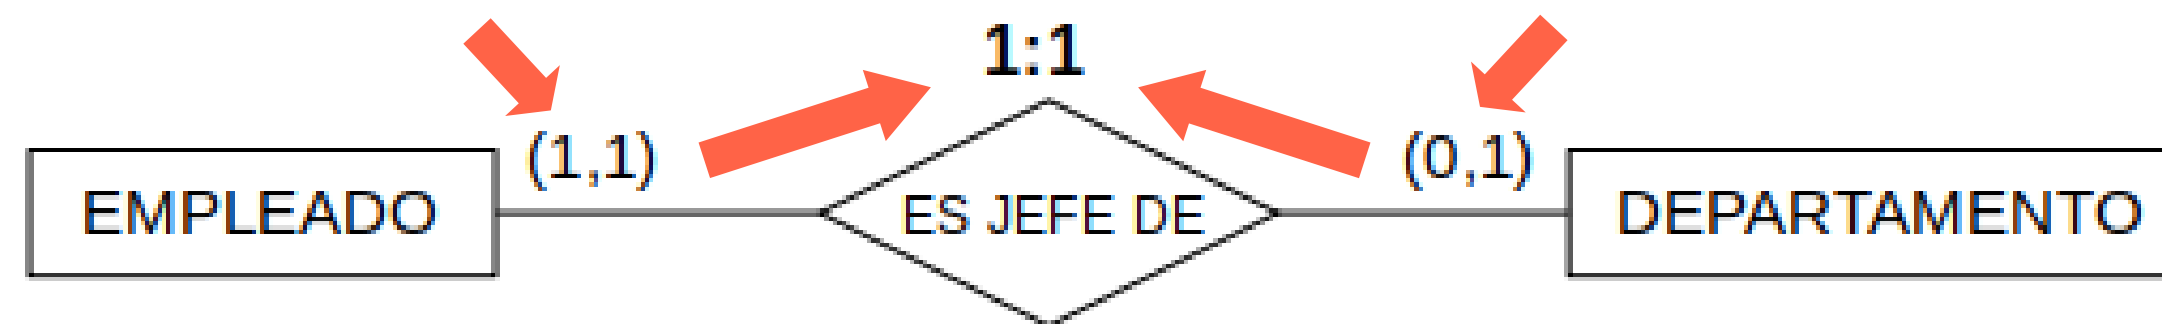 1:1
(1,1) (0,1)
EMPLEADO ES JEFE DE DEPARTAMENTO